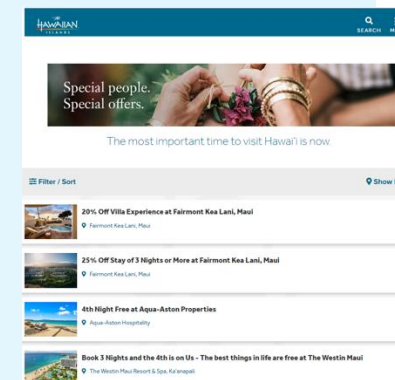 THE
HAWAIIAN
ISLANDS
SEARCH
Special people.
Special offers.
The most important time to visit Hawai'i is now.
Filter / Sort
Show
20% Off Villa Experience at Fairmont Kea Lani, Maui
Fairmont Kea Lani, Maui
25% Off Stay of 3 Nights or More at Fairmont Kea Lani, Maui
Fairmont Kea Lani, Maui
4th Night Free at Aqua-Aston Properties
Aqua-Aston Hospitality
Book 3 Nights and the 4th is on Us - The best things in life are free at The Westin Maui
The Westin Maui Resort & Spa, Ka'anapali